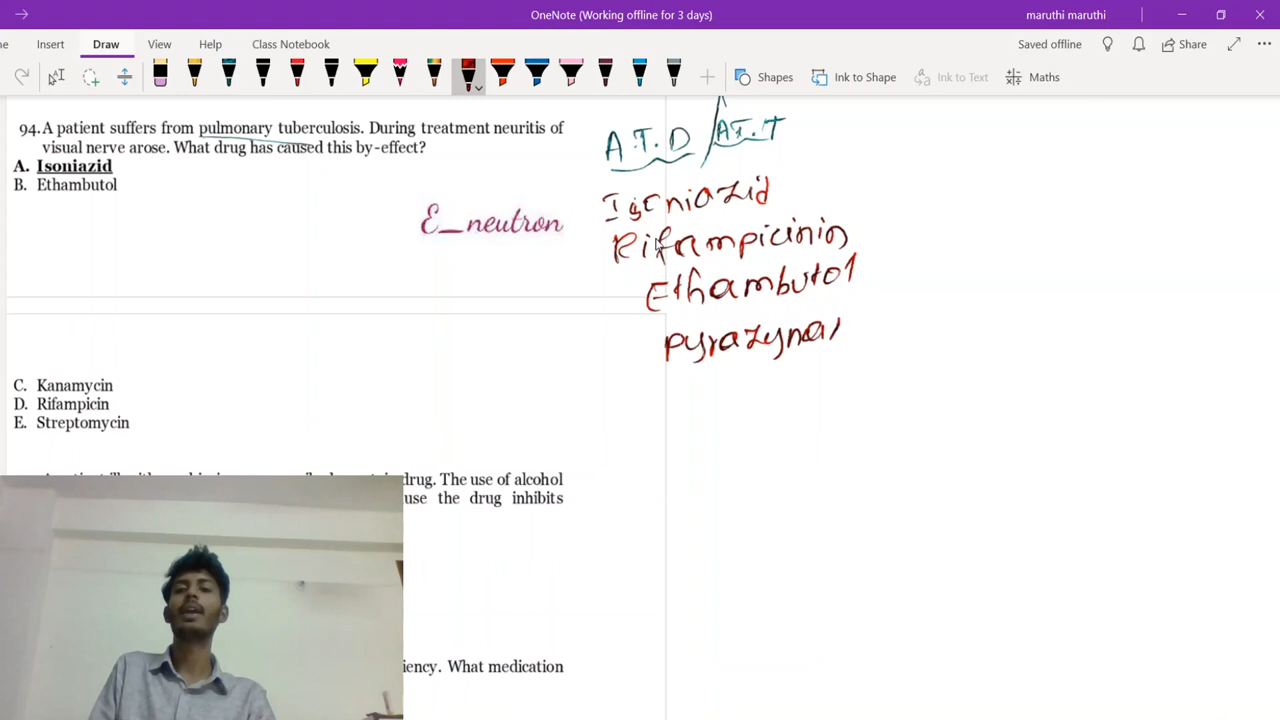 OneNote (Working offline for 3 days)
maruthi maruthi
Insert
Draw
View
Help
Class Notebook
Saved offline
Share
Shapes
Ink to Shape
Ink to Text
Maths
94. A patient suffers from pulmonary tuberculosis. During treatment neuritis of
visual nerve arose. What drug has caused this by-effect?
A. Isoniazid
B. Ethambutol
E_neutron
C. Kanamycin
D. Rifampicin
E. Streptomycin
drug. The use of alcohol
use the drug inhibits
iency. What medication
A.T.D / A.T.T
Isoniazid
Ethambutol